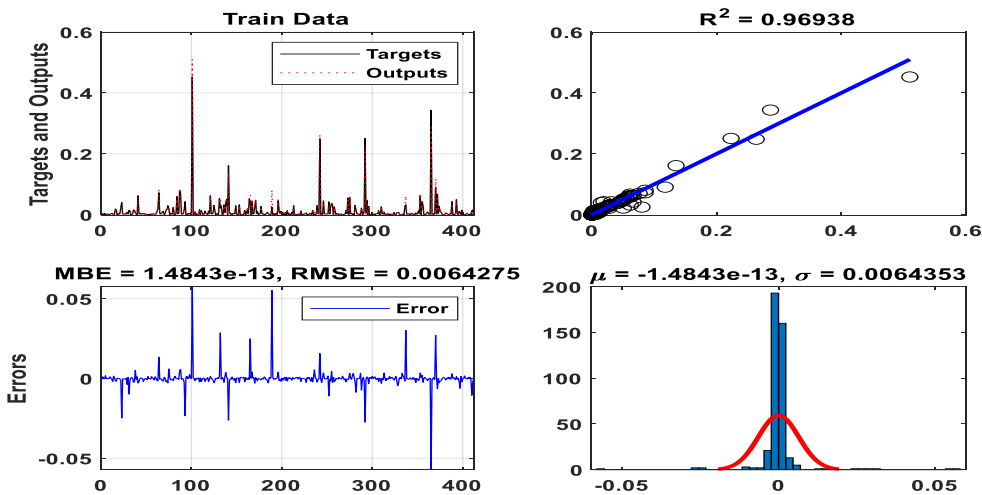 Train Data
Targets and Outputs
0.6
0.4
0.2
0
Targets
Outputs
0 100 200 300 400
R² = 0.96938
0.6
0.4
0.2
0
0 0.2 0.4 0.6
MBE = 1.4843e-13, RMSE = 0.0064275
Errors
0.05
0
-0.05
Error
0 100 200 300 400
μ = -1.4843e-13, σ = 0.0064353
200
150
100
50
0
-0.05 0 0.05